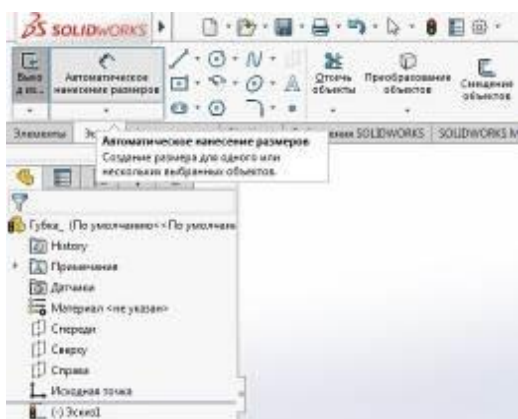 SOLIDWORKS
Автоматическое нанесение размеров
Отсечь объекты
Преобразование объектов
Смещение объектов
Элементы
SOLIDWORKS
SOLIDWORKS
Автоматическое нанесение размеров
Создание размера для одного или
нескольких выбранных объектов.
Губка_ (По умолчанию<<По умолчан
History
Примечания
Датчики
Материал <не указан>
Спереди
Сверху
Справа
Исходная точка
(-) Эскиз1